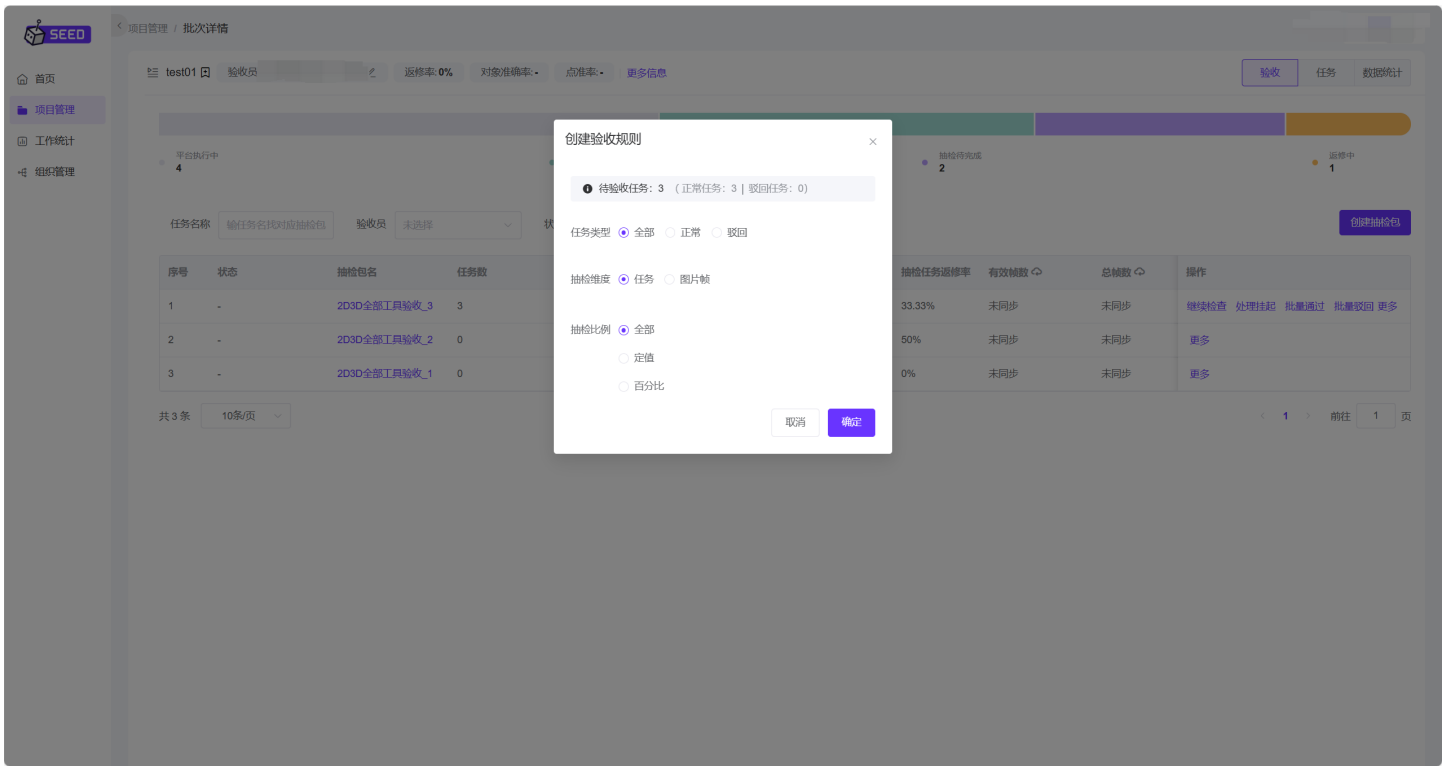 SEED
项目管理 / 批次详情
首页
项目管理
工作统计
组织管理
test01 验收员 返修率: 0% 对象准确率: - 点准率: - 更多信息
验收 任务 数据统计
平台执行中
4
抽检待完成
2
返修中
1
任务名称 输任务名找对应抽检包 验收员 未选择 状
创建抽检包
序号 状态 抽检包名 任务数 抽检任务返修率 有效帧数 总帧数 操作
1 - 2D3D全部工具验收_3 3 33.33% 未同步 未同步 继续检查 处理挂起 批量通过 批量驳回 更多
2 - 2D3D全部工具验收_2 0 50% 未同步 未同步 更多
3 - 2D3D全部工具验收_1 0 0% 未同步 未同步 更多
共 3 条 10条/页 1 前往 1 页
创建验收规则
待验收任务: 3 (正常任务: 3 | 驳回任务: 0)
任务类型 全部 正常 驳回
抽检维度 任务 图片帧
抽检比例 全部
定值
百分比
取消 确定